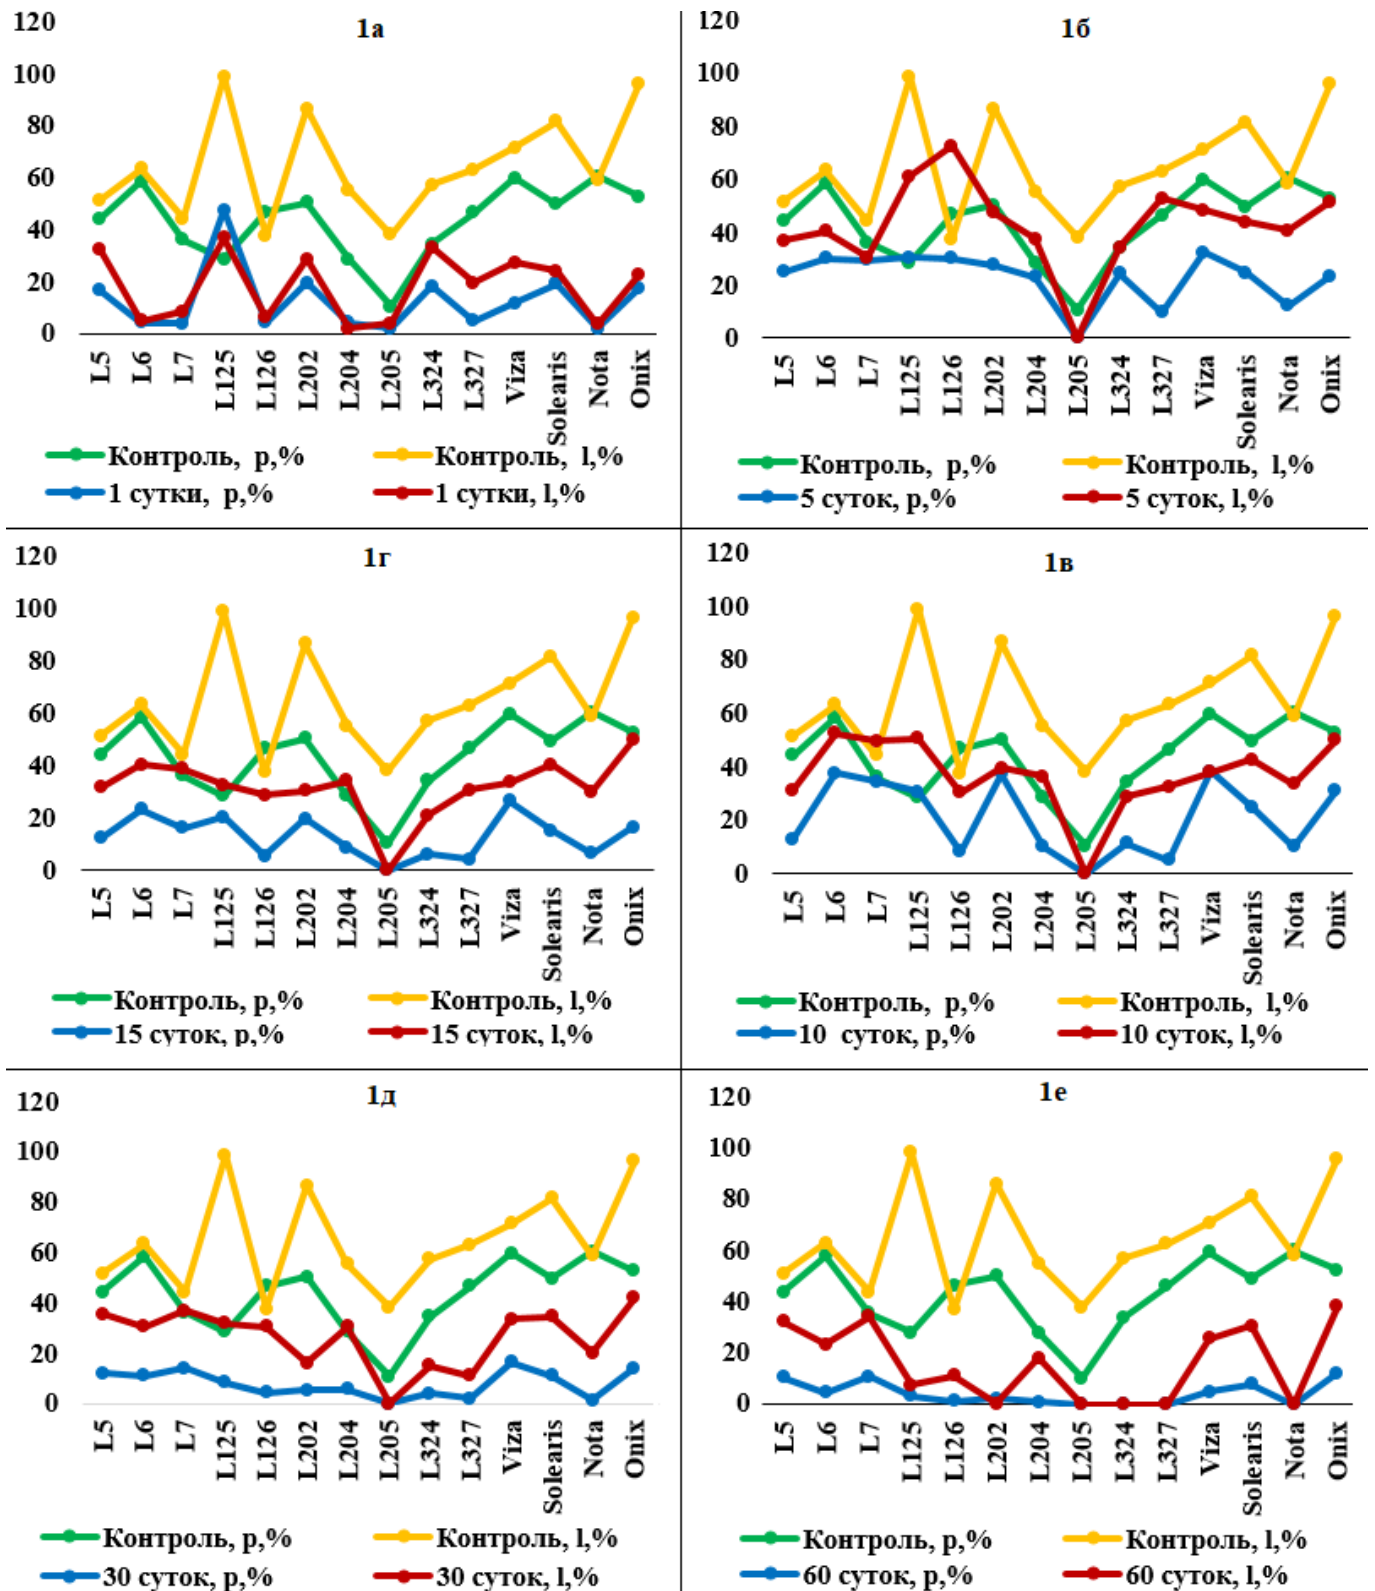 1а
120
100
80
60
40
20
0
L5 L6 L7 L125 L126 L202 L204 L205 L324 L327 Viza Solearis Nota Onix
Контроль, p,% Контроль, l,%
1 сутки, p,% 1 сутки, l,%
1б
120
100
80
60
40
20
0
L5 L6 L7 L125 L126 L202 L204 L205 L324 L327 Viza Solearis Nota Onix
Контроль, p,% Контроль, l,%
5 суток, p,% 5 суток, l,%
1г
120
100
80
60
40
20
0
L5 L6 L7 L125 L126 L202 L204 L205 L324 L327 Viza Solearis Nota Onix
Контроль, p,% Контроль, l,%
15 суток, p,% 15 суток, l,%
1в
120
100
80
60
40
20
0
L5 L6 L7 L125 L126 L202 L204 L205 L324 L327 Viza Solearis Nota Onix
Контроль, p,% Контроль, l,%
10 суток, p,% 10 суток, l,%
1д
120
100
80
60
40
20
0
L5 L6 L7 L125 L126 L202 L204 L205 L324 L327 Viza Solearis Nota Onix
Контроль, p,% Контроль, l,%
30 суток, p,% 30 суток, l,%
1е
120
100
80
60
40
20
0
L5 L6 L7 L125 L126 L202 L204 L205 L324 L327 Viza Solearis Nota Onix
Контроль, p,% Контроль, l,%
60 суток, p,% 60 суток, l,%